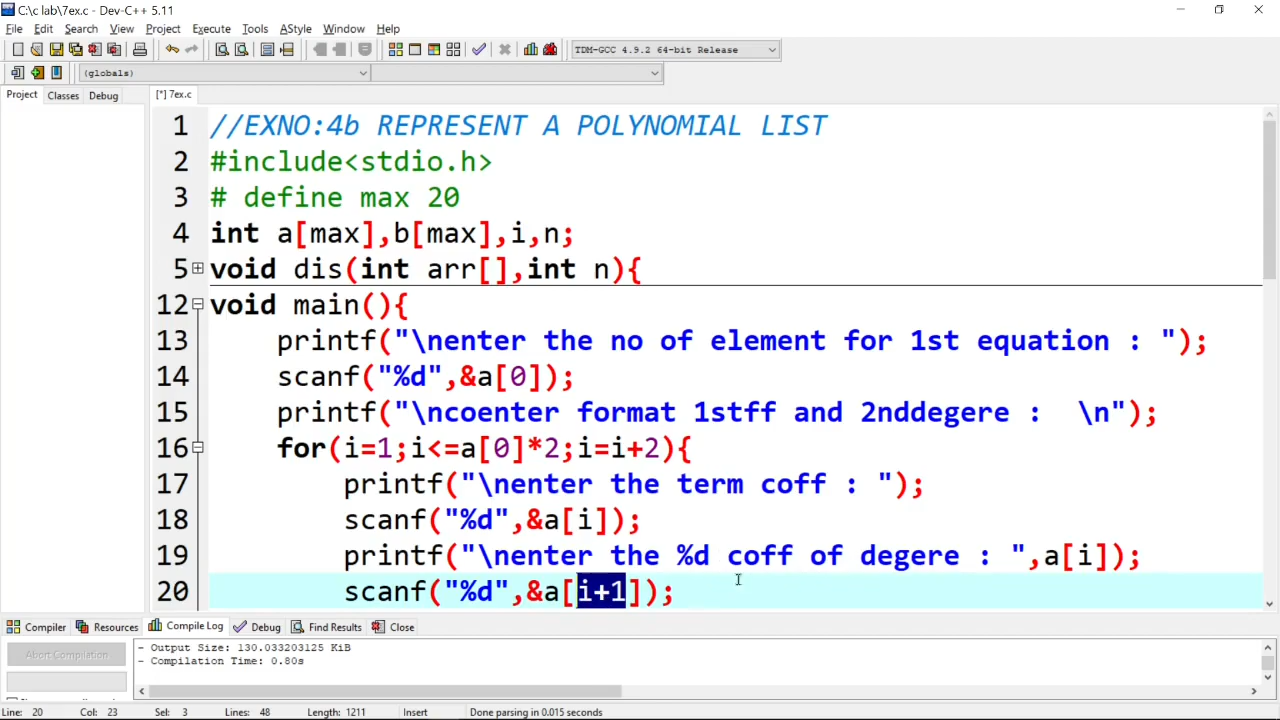 C:\c lab\7ex.c - Dev-C++ 5.11
File Edit Search View Project Execute Tools AStyle Window Help
TDM-GCC 4.9.2 64-bit Release
(globals)
Project Classes Debug [*] 7ex.c
1 //EXNO:4b REPRESENT A POLYNOMIAL LIST
2 #include<stdio.h>
3 # define max 20
4 int a[max],b[max],i,n;
5 void dis(int arr[],int n){
12 void main(){
13 printf("\nenter the no of element for 1st equation : ");
14 scanf("%d",&a[0]);
15 printf("\ncoenter format 1stff and 2nddegere :  \n");
16 for(i=1;i<=a[0]*2;i=i+2){
17 printf("\nenter the term coff : ");
18 scanf("%d",&a[i]);
19 printf("\nenter the %d coff of degere : ",a[i]);
20 scanf("%d",&a[i+1]);
Compiler Resources Compile Log Debug Find Results Close
Abort Compilation
- Output Size: 130.033203125 KiB
- Compilation Time: 0.80s
Line: 20 Col: 23 Sel: 3 Lines: 48 Length: 1211 Insert Done parsing in 0.015 seconds